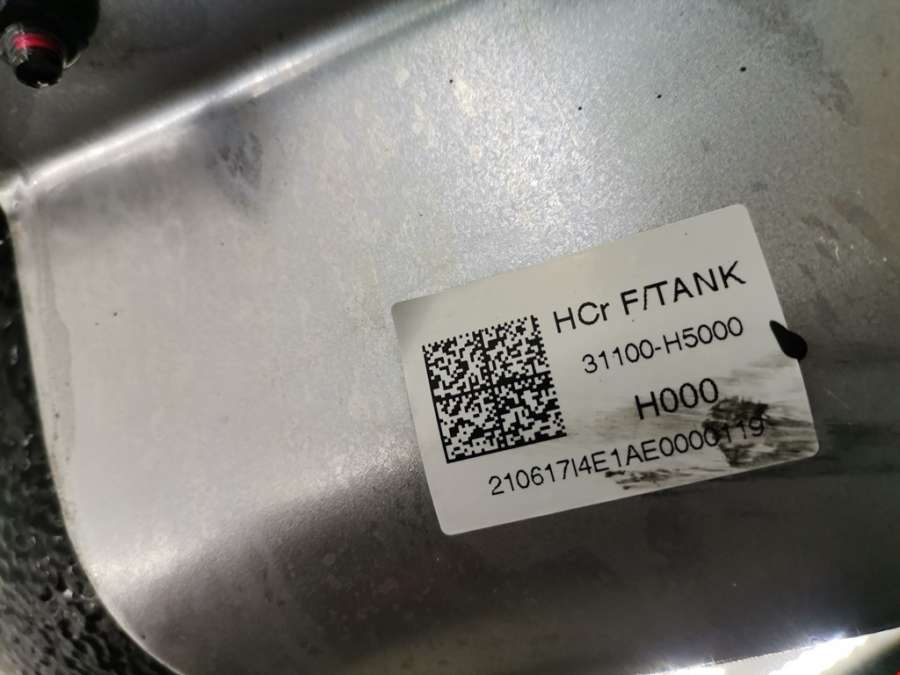 HCr F/TANK
31100-H5000
H000
210617I4E1AE0000119